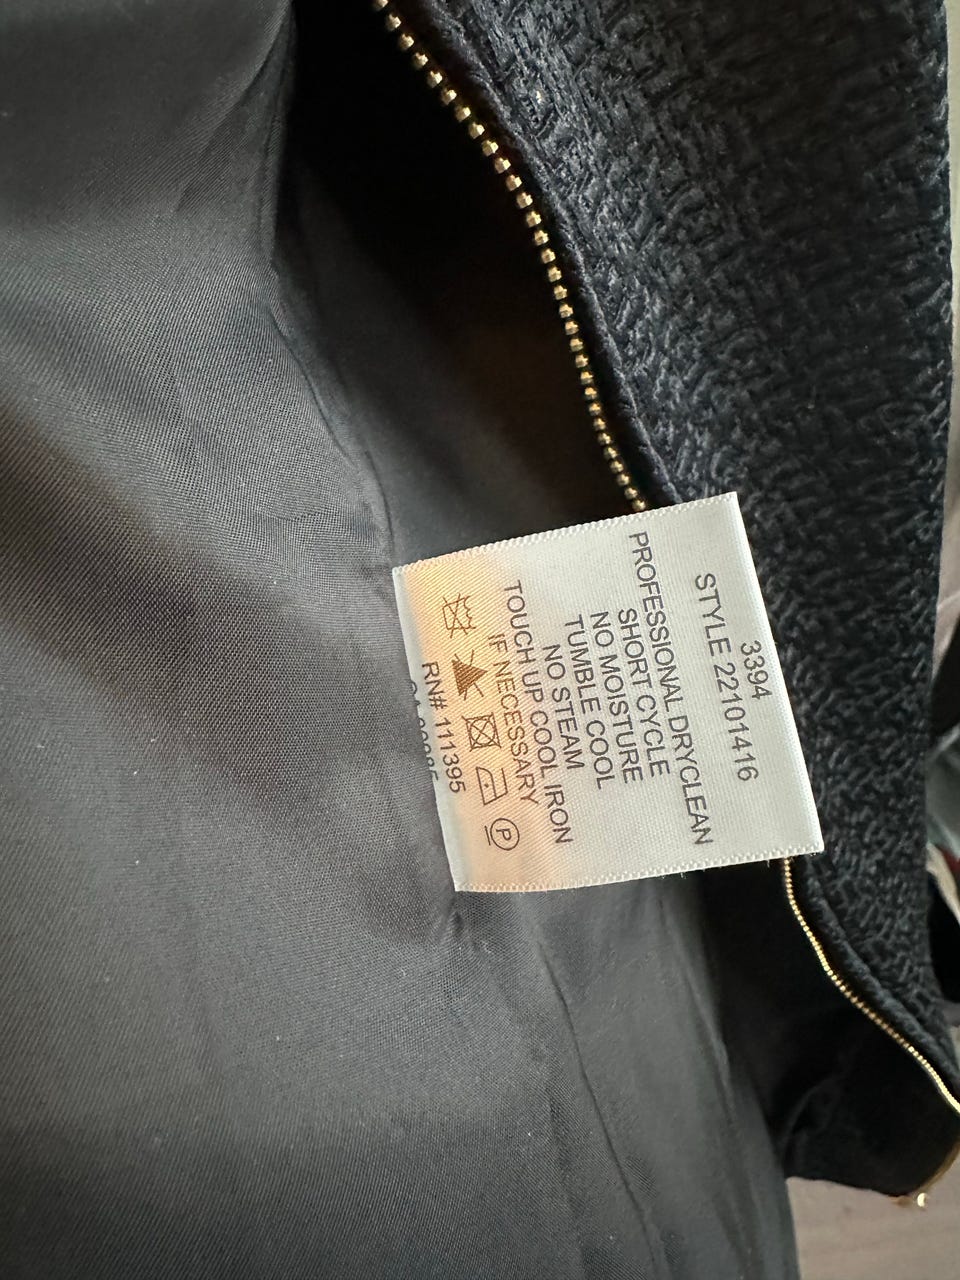 3394
STYLE 22101416
PROFESSIONAL DRYCLEAN
SHORT CYCLE
NO MOISTURE
TUMBLE COOL
NO STEAM
TOUCH UP COOL IRON
IF NECESSARY
P
RN# 111395